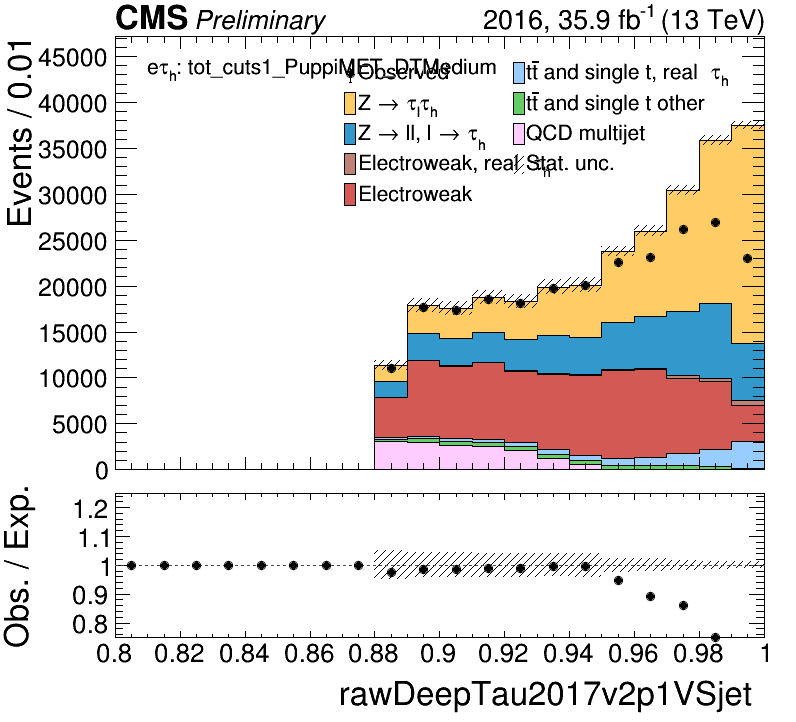 CMS Preliminary 2016, 35.9 fb⁻¹ (13 TeV)
Events / 0.01
45000
40000
35000
30000
25000
20000
15000
10000
5000
0
eτh: tot_cuts1_PuppiMET_DTMedium
Observed
Z → τlτh
Z → ll, l → τh
Electroweak, real τh
Electroweak
tt̄ and single t, real τh
tt̄ and single t other
QCD multijet
Stat. unc.
Obs. / Exp.
1.2
1.1
1
0.9
0.8
0.8 0.82 0.84 0.86 0.88 0.9 0.92 0.94 0.96 0.98 1
rawDeepTau2017v2p1VSjet